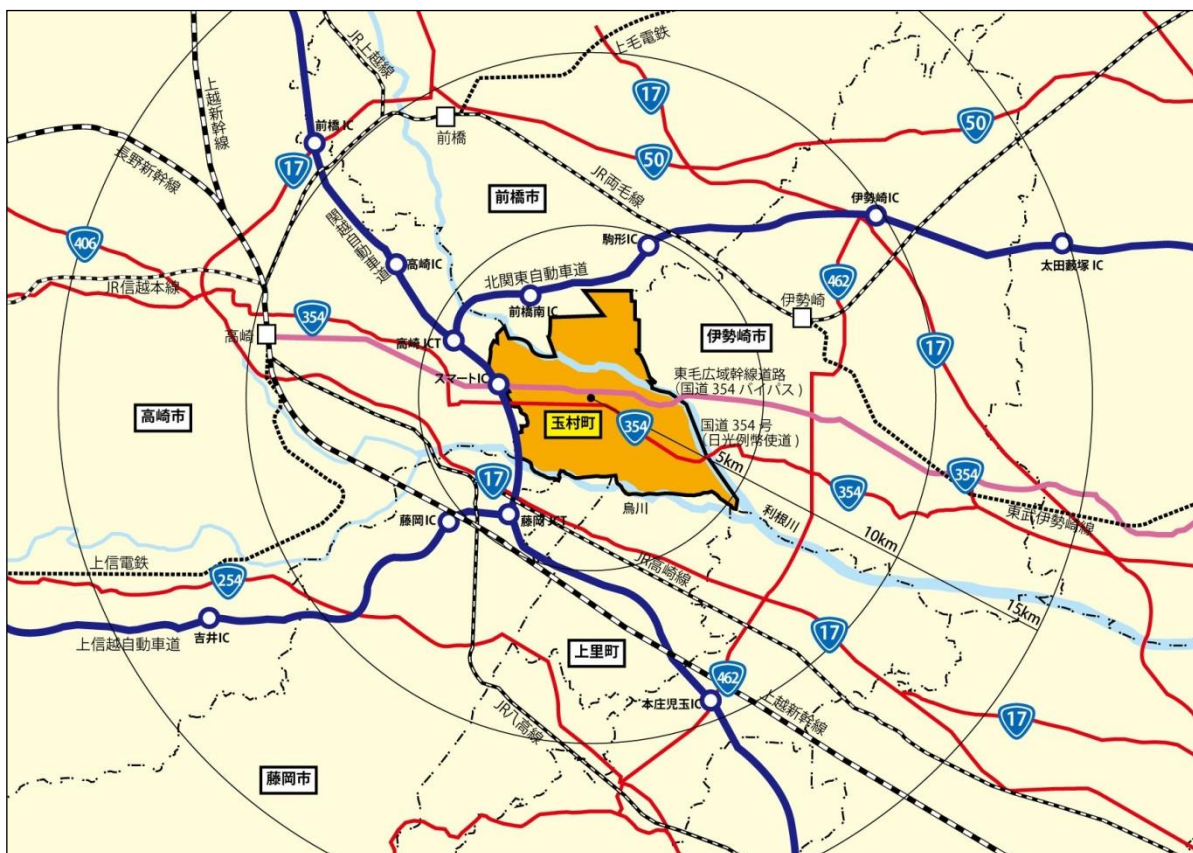 上毛電鉄
JR上越線
上越新幹線
17
50
前橋IC
前橋
長野新幹線
17
50
JR両毛線
前橋市
伊勢崎IC
406
関越自動車道
駒形IC
太田藪塚IC
高崎IC
北関東自動車道
JR信越本線
462
前橋南IC
伊勢崎
354
高崎
高崎JCT
伊勢崎市
17
スマートIC
東毛広域幹線道路
(国道354バイパス)
高崎市
玉村町
354
国道354号
(日光例幣使道)
5km
17
354
354
烏川
利根川
東武伊勢崎線
藤岡IC
藤岡JCT
10km
上信電鉄
254
JR高崎線
15km
吉井IC
上信越自動車道
17
上里町
462
本庄児玉IC
上越新幹線
17
JR八高線
藤岡市